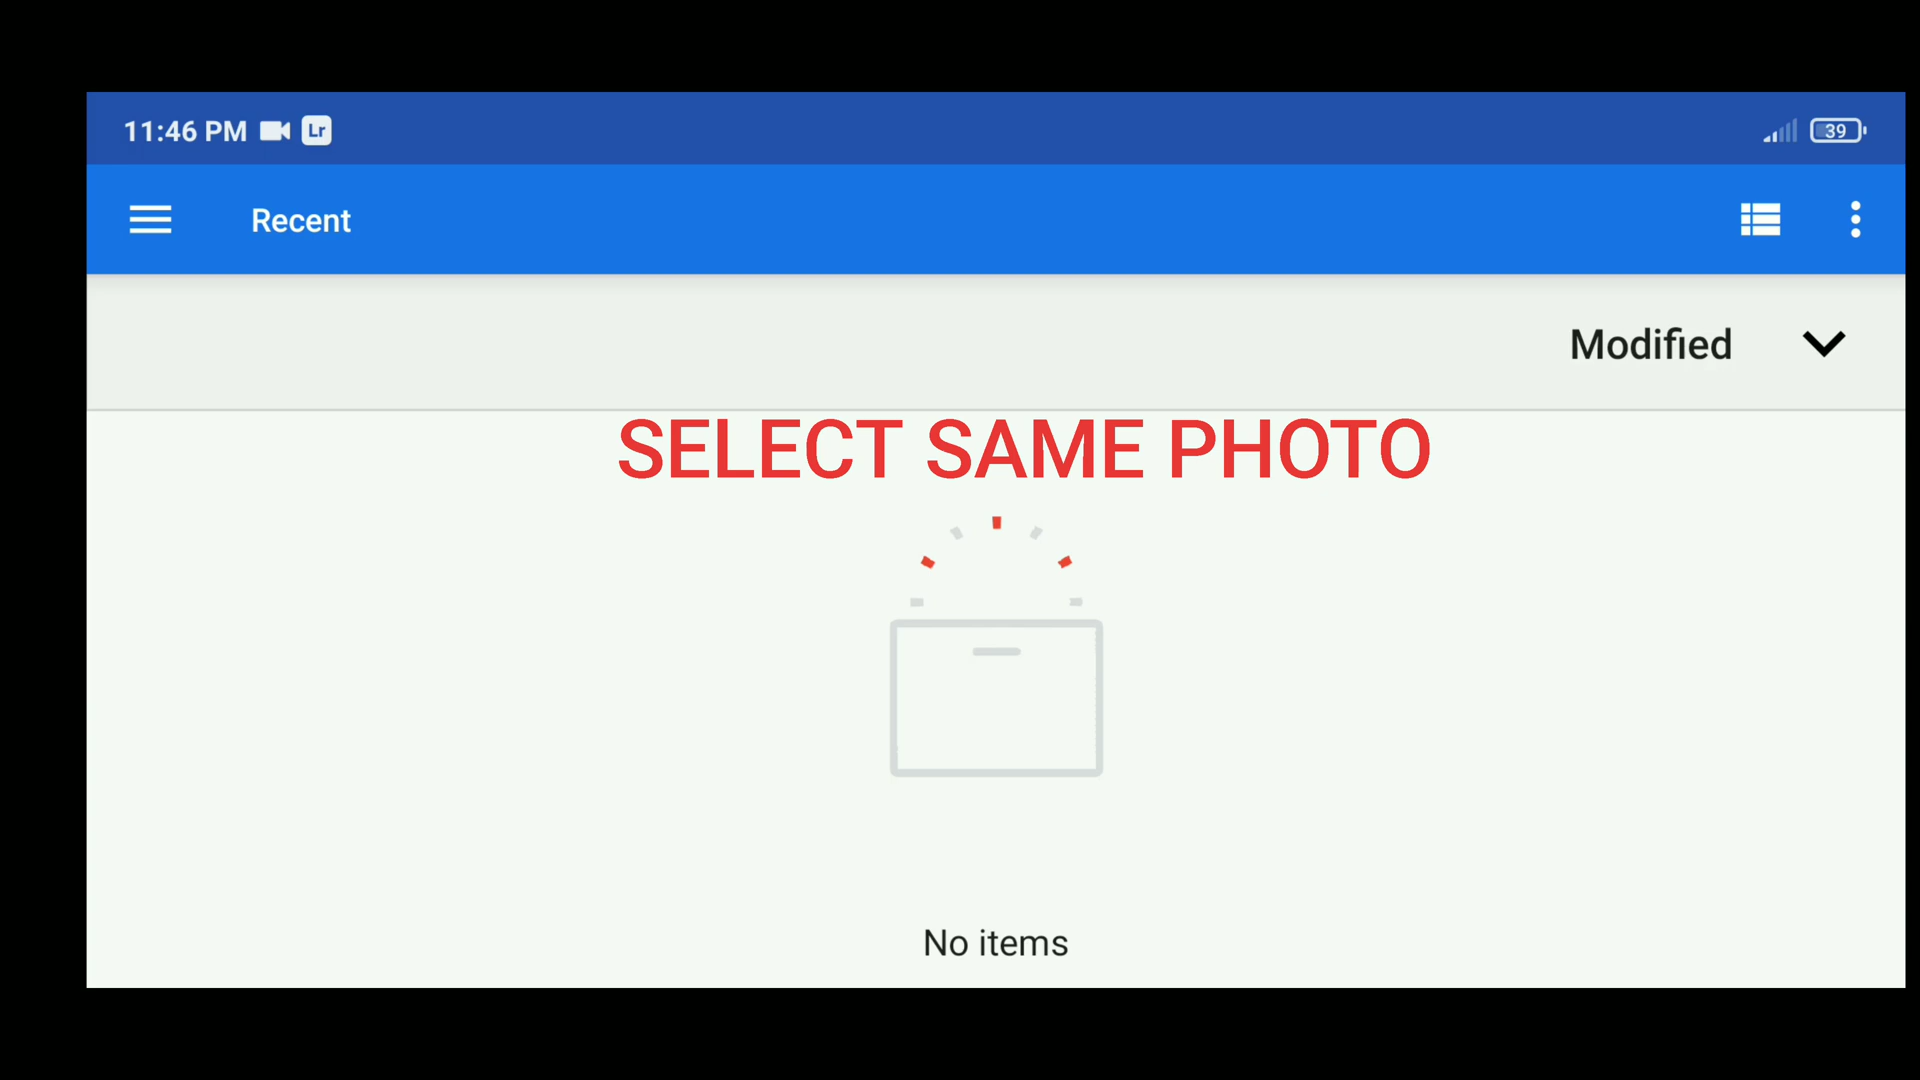 11:46 PM Lr 39
Recent
Modified
SELECT SAME PHOTO
No items